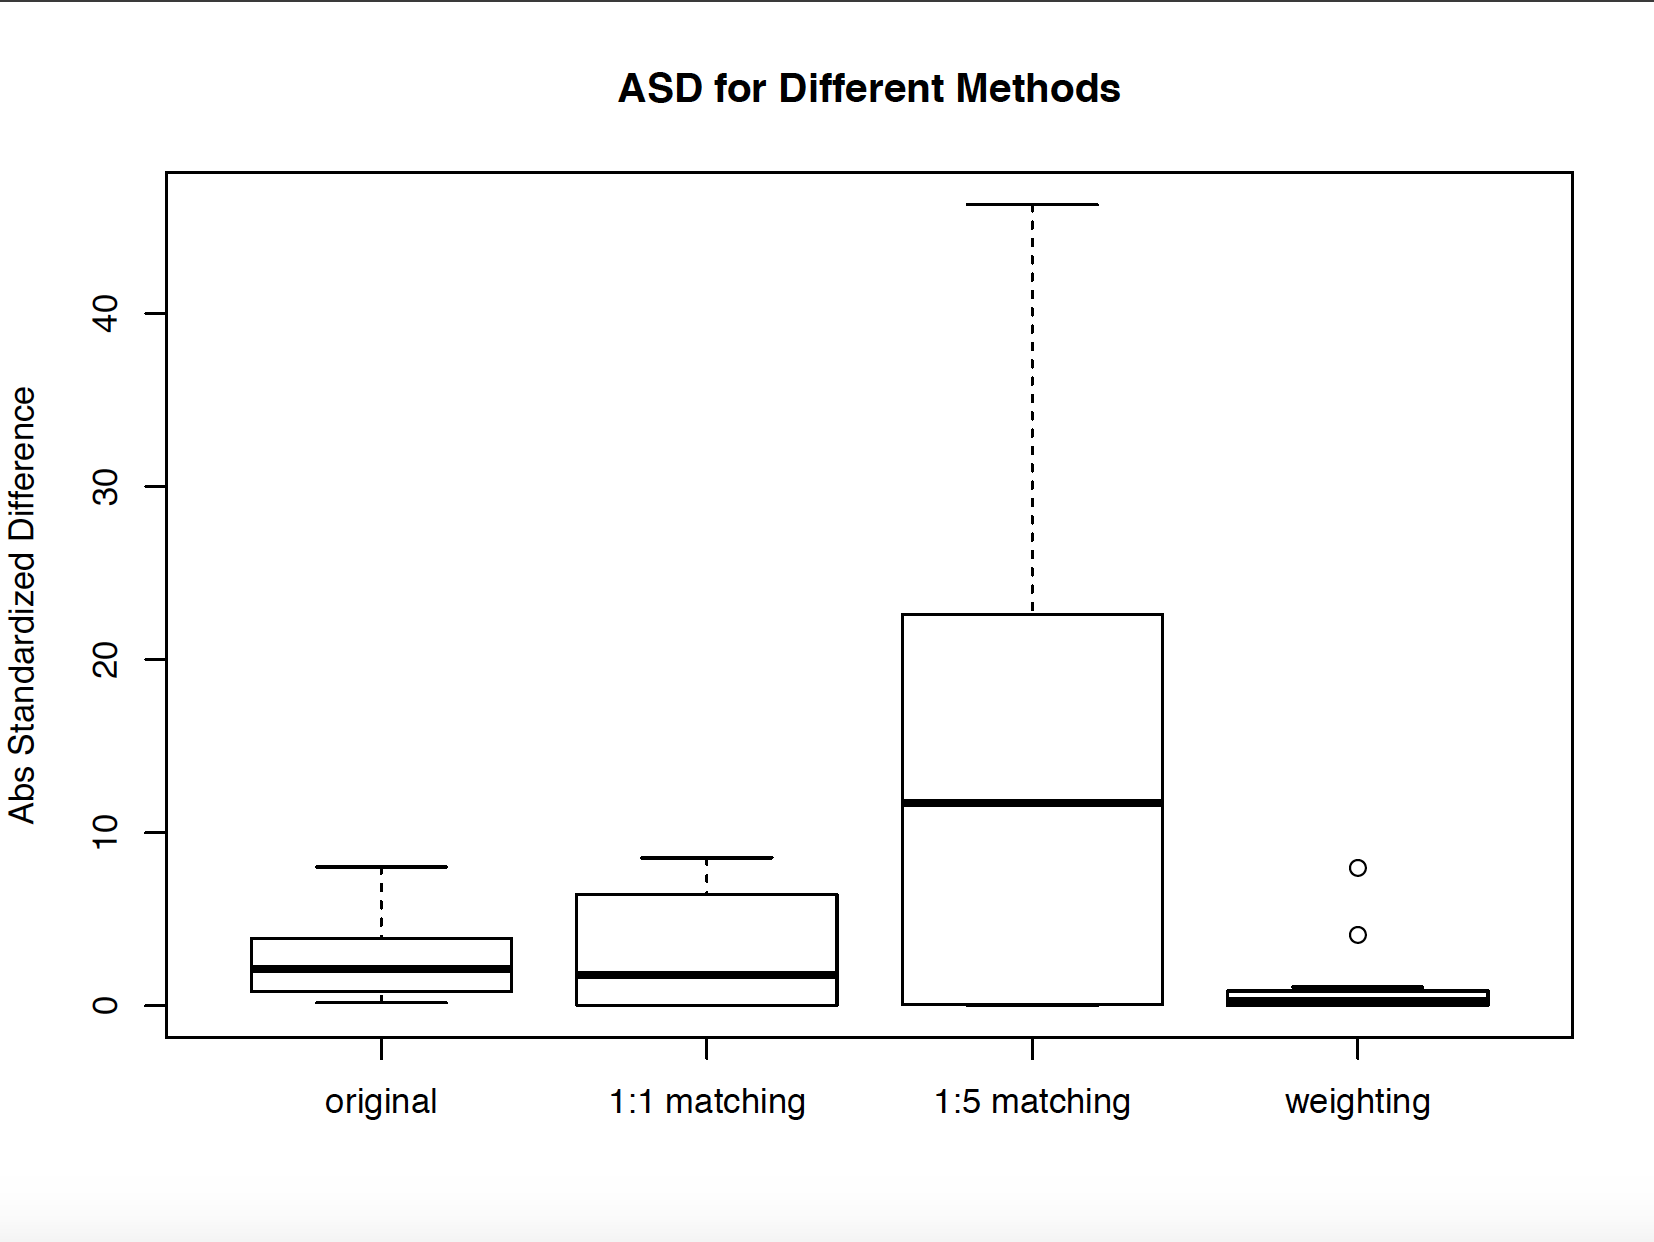 ASD for Different Methods
Abs Standardized Difference
40
30
20
10
0
original 1:1 matching 1:5 matching weighting